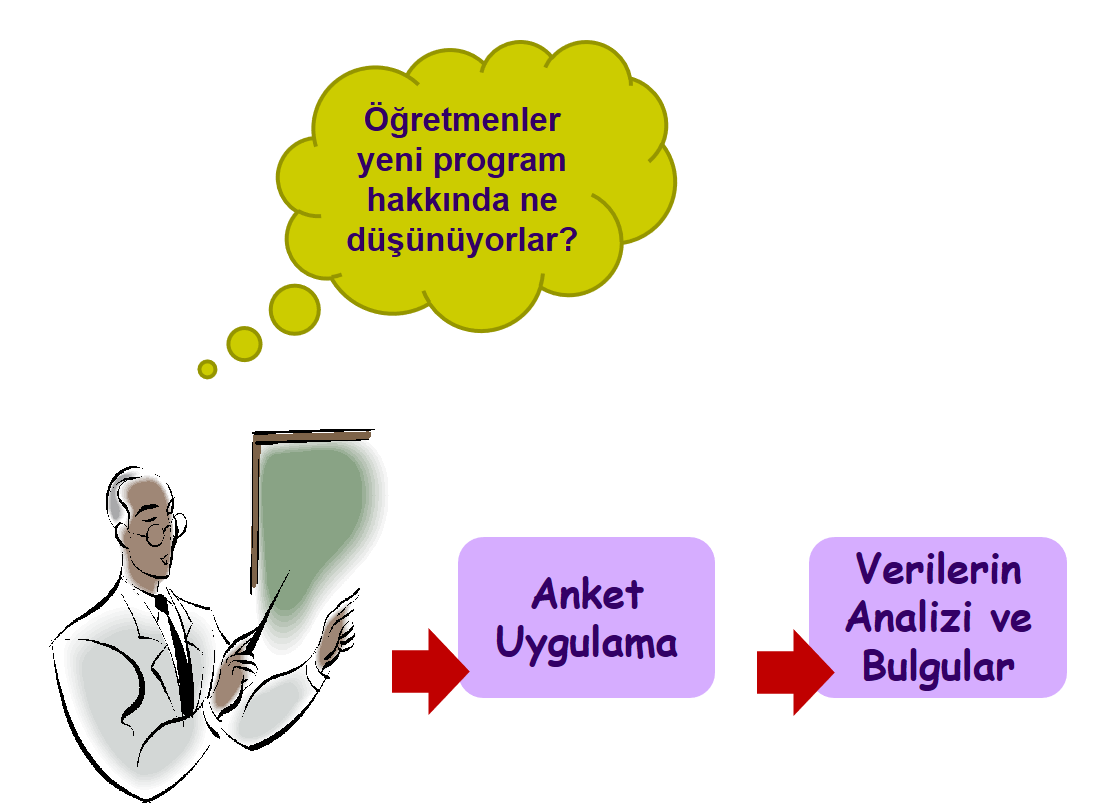 Öğretmenler
yeni program
hakkında ne
düşünüyorlar?
Anket
Uygulama
Verilerin
Analizi ve
Bulgular